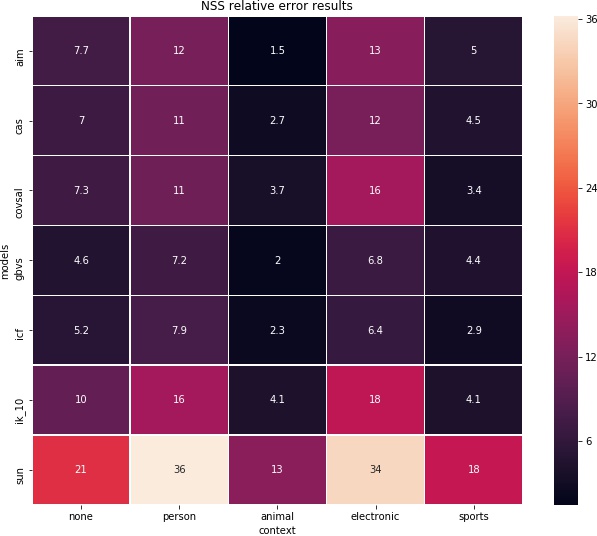 NSS relative error results
aim 7.7 12 1.5 13 5
cas 7 11 2.7 12 4.5
covsal 7.3 11 3.7 16 3.4
gbvs 4.6 7.2 2 6.8 4.4
icf 5.2 7.9 2.3 6.4 2.9
ik_10 10 16 4.1 18 4.1
sun 21 36 13 34 18
models
none person animal electronic sports
context
36
30
24
18
12
6